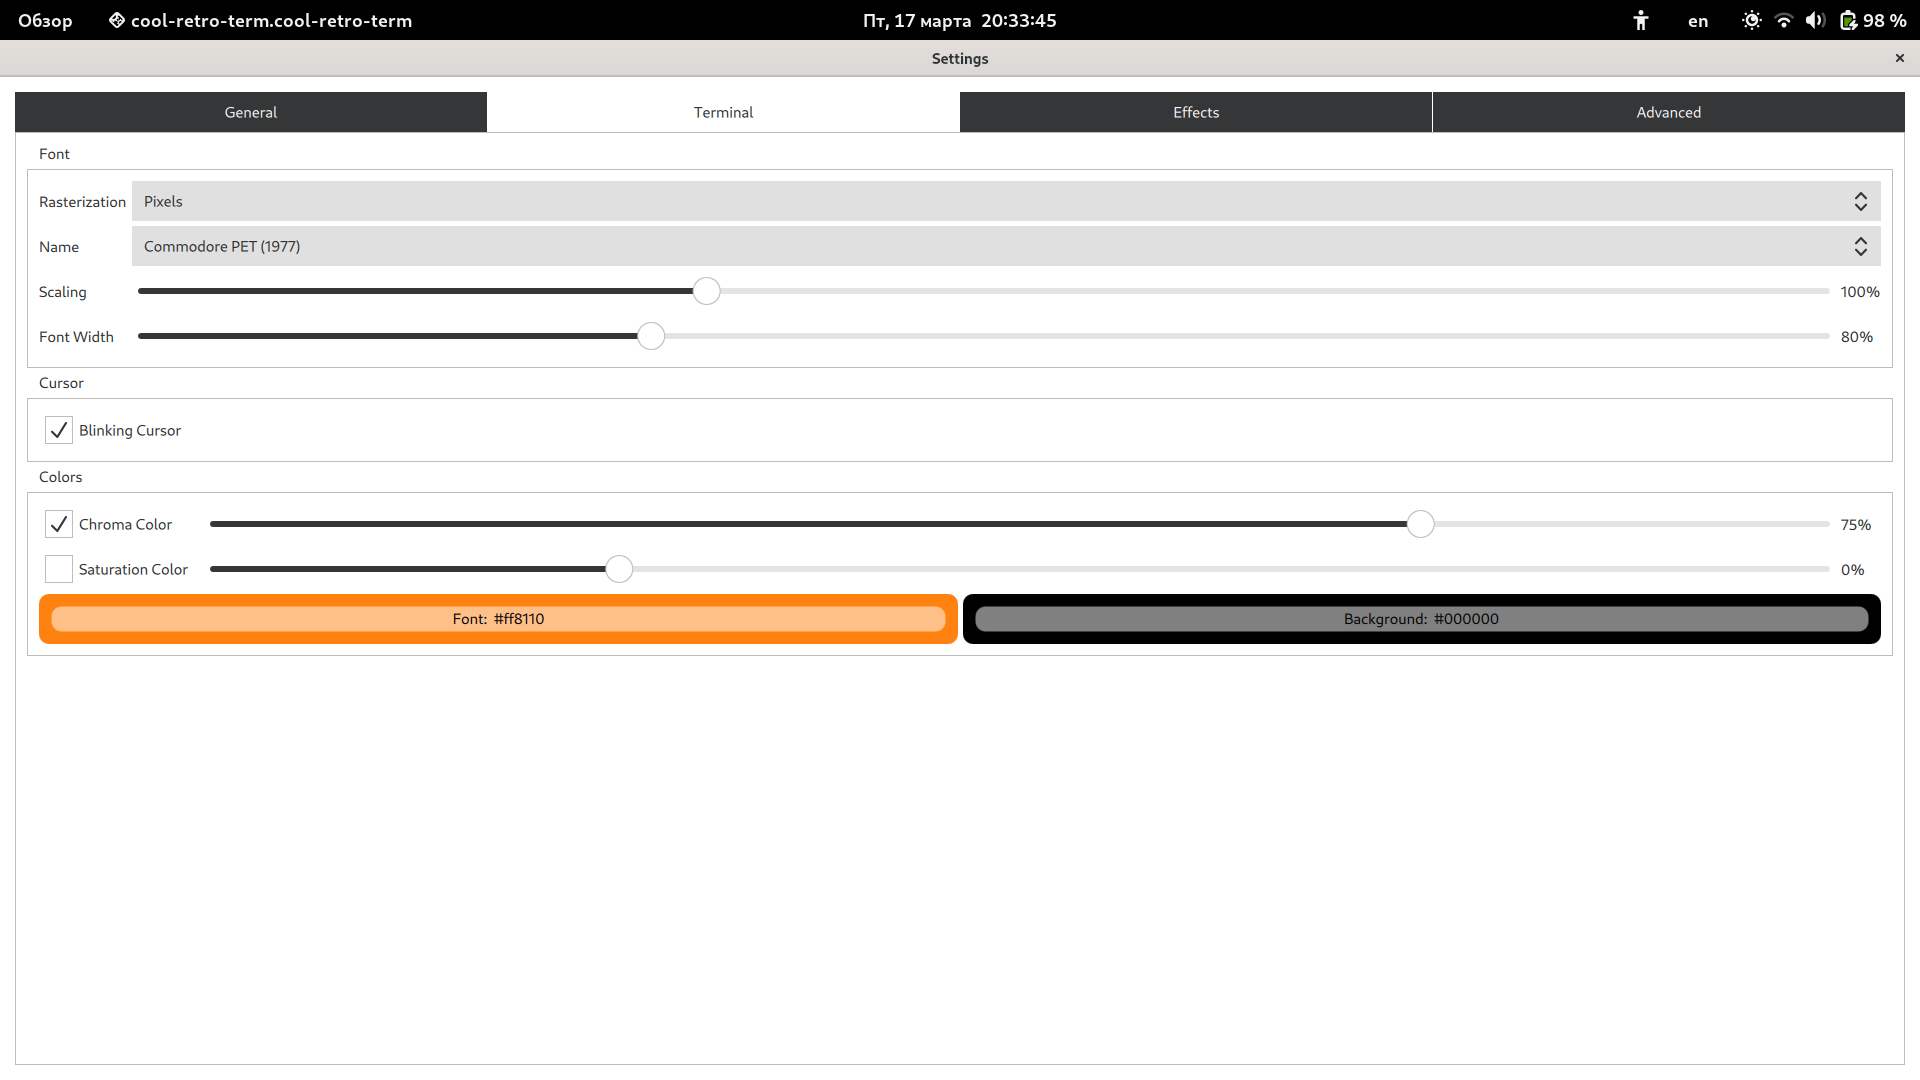 Обзор cool-retro-term.cool-retro-term Пт, 17 марта 20:33:45 en 98 %
Settings
General Terminal Effects Advanced
Font
Rasterization Pixels
Name Commodore PET (1977)
Scaling 100%
Font Width 80%
Cursor
Blinking Cursor
Colors
Chroma Color 75%
Saturation Color 0%
Font: #ff8110 Background: #000000